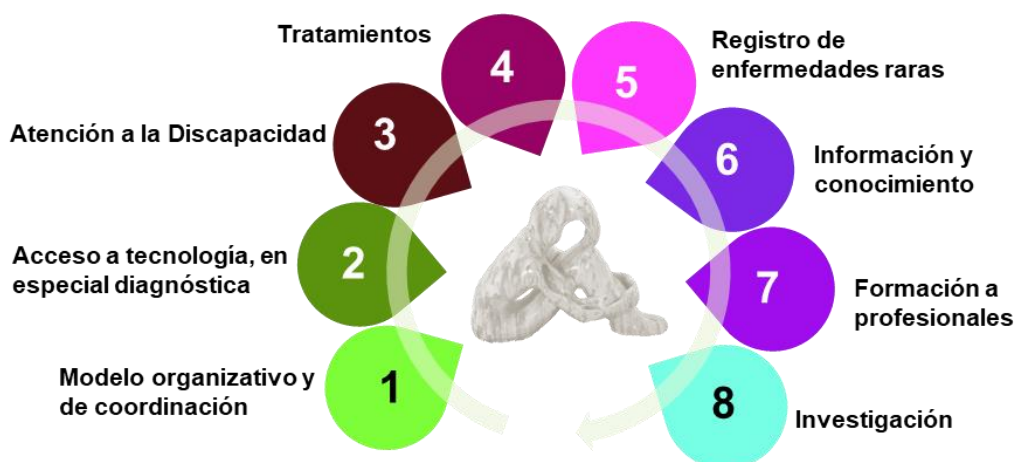 1
Modelo organizativo y
de coordinación
2
Acceso a tecnología, en
especial diagnóstica
3
Atención a la Discapacidad
4
Tratamientos
5
Registro de
enfermedades raras
6
Información y
conocimiento
7
Formación a
profesionales
8
Investigación